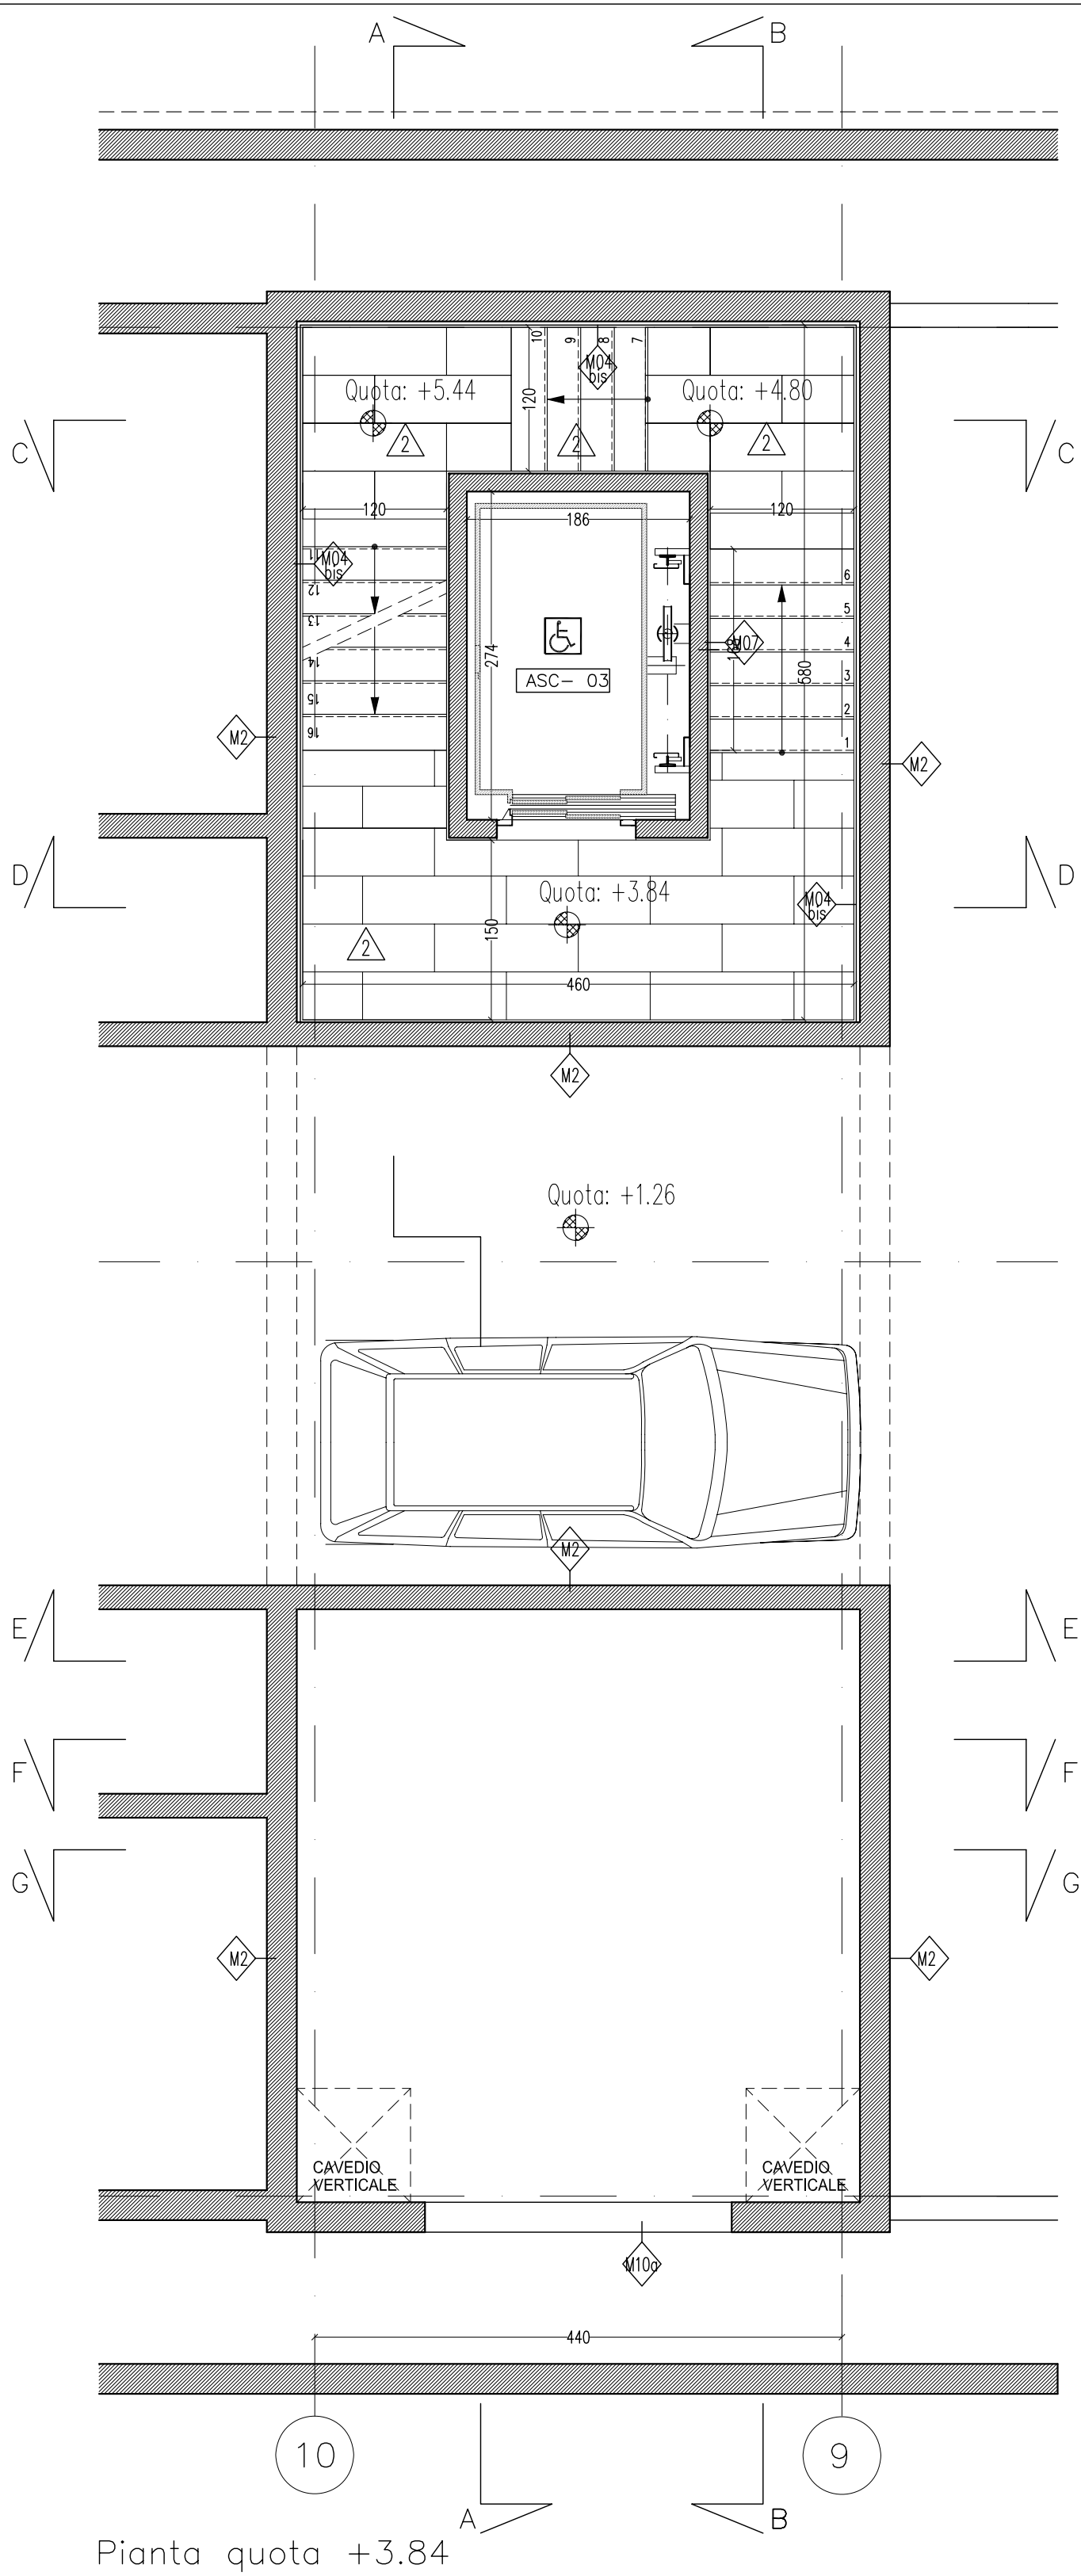 A
B
10
9
8
7
M04
bis
Quota: +5.44
Quota: +4.80
120
2
2
2
C
C
120
186
120
M04
bis
12
13
14
15
16
6
5
4
3
2
1
274
ASC- 03
M07
580
M2
M2
D
D
Quota: +3.84
M04
bis
150
2
460
M2
Quota: +1.26
M2
E
E
F
F
G
G
M2
M2
CAVEDIO
VERTICALE
CAVEDIO
VERTICALE
M10a
440
10
9
A
B
Pianta quota +3.84